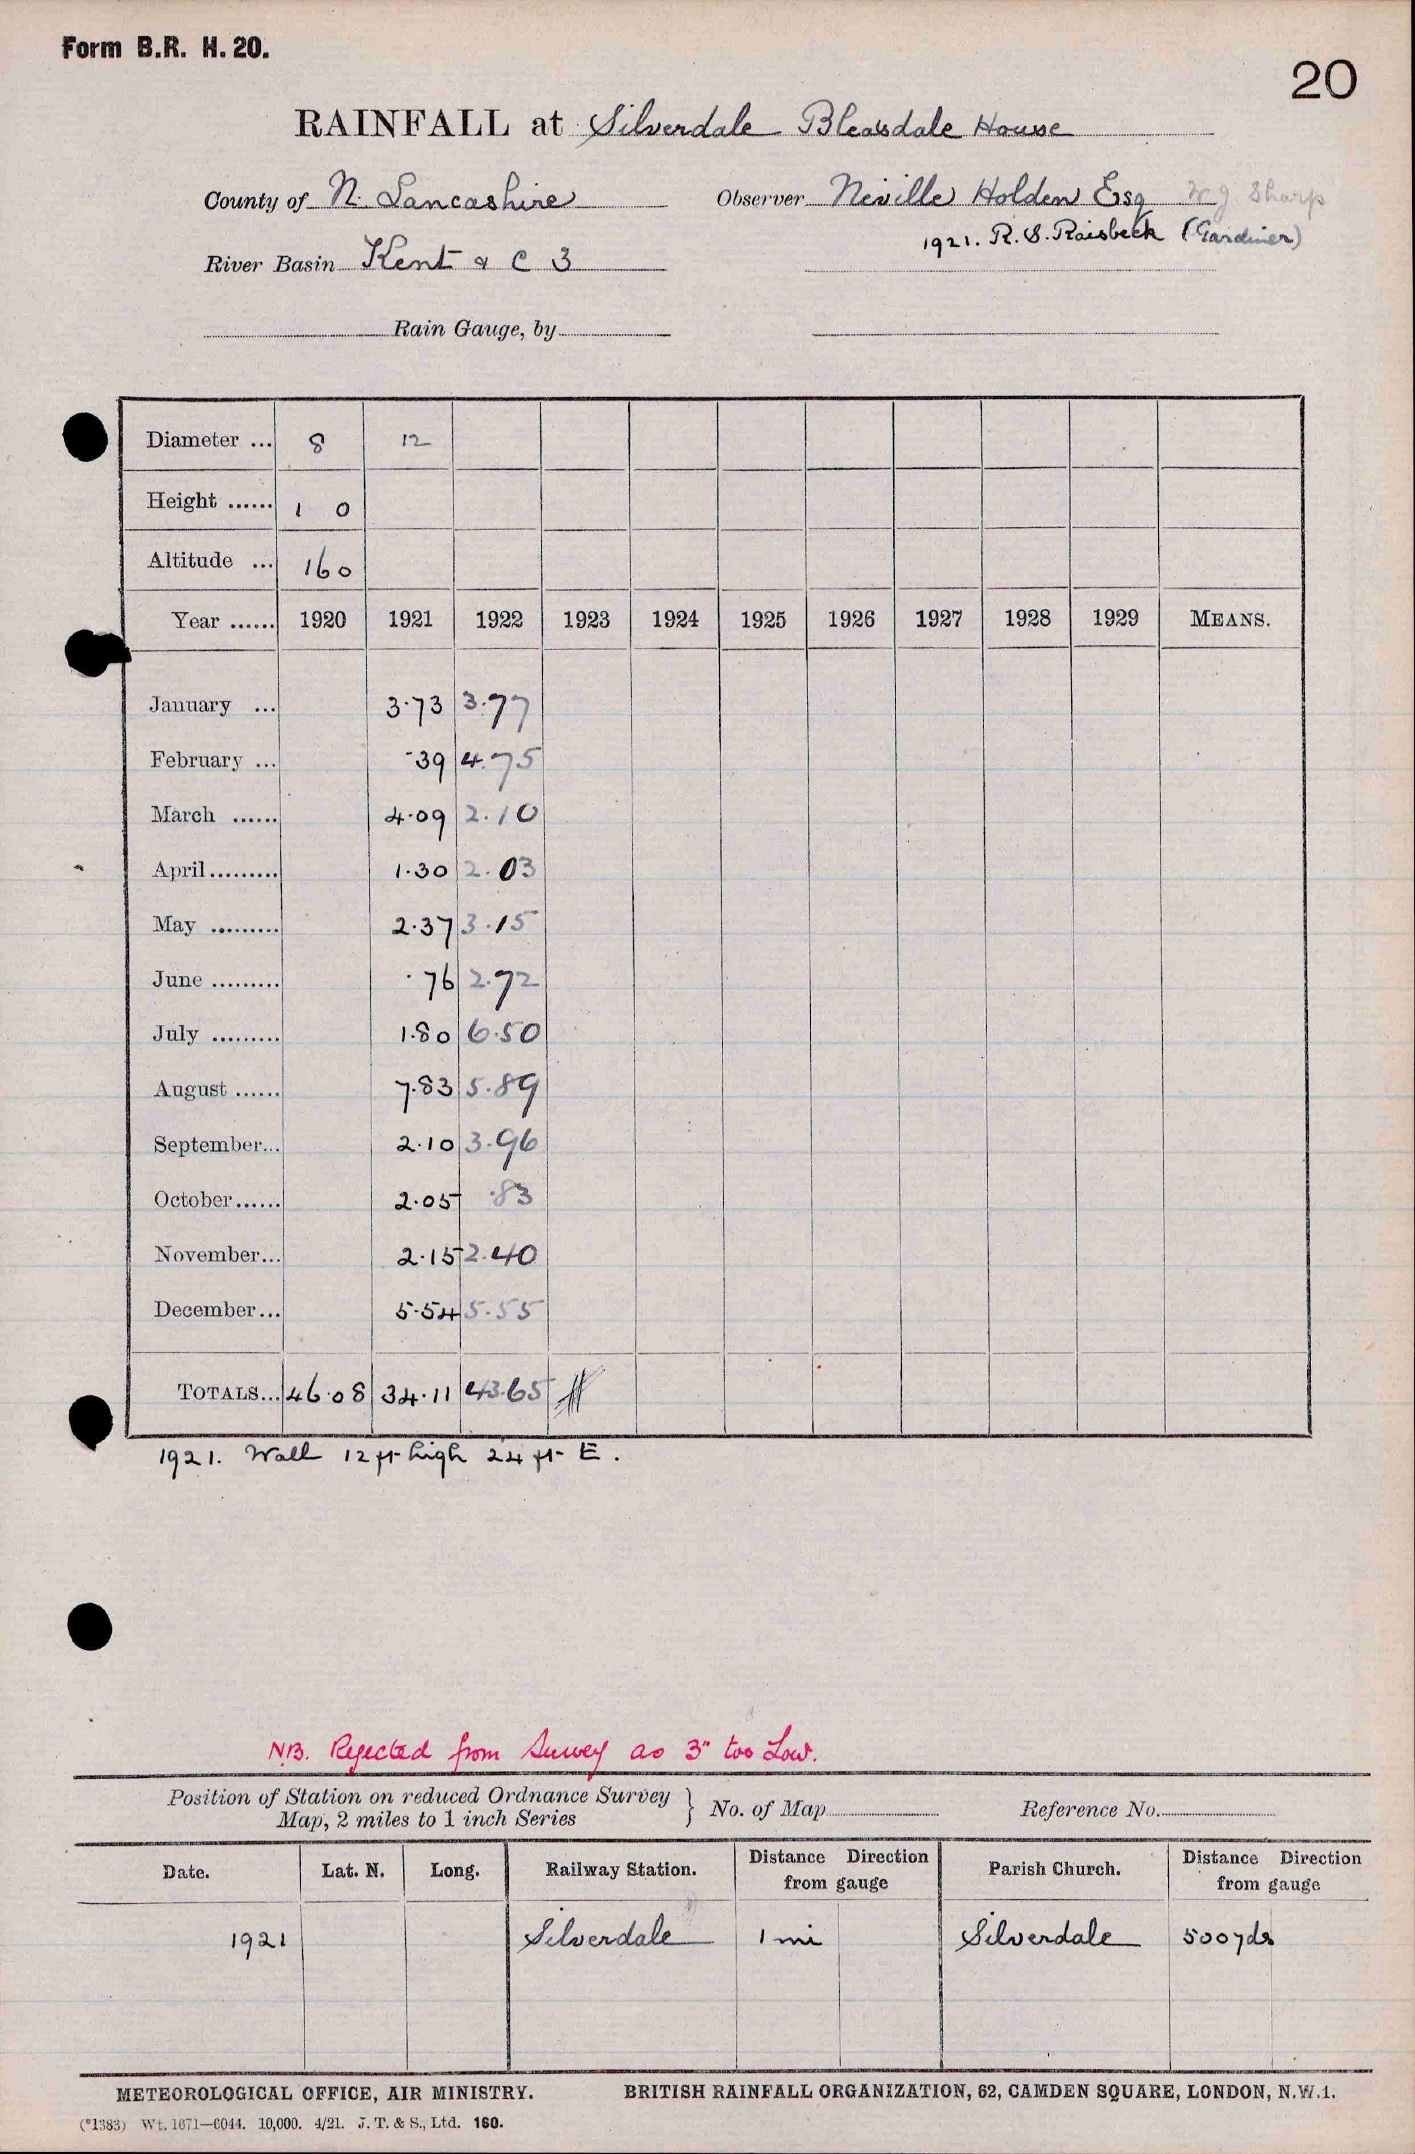 Form B.R. H. 20.
20
RAINFALL at Silverdale Bleasdale House
County of N. Lancashire Observer Neville Holden Esq W J Sharp
1921. R. S. Raisbeck (Gardiner)
River Basin Kent & C 3
Rain Gauge, by
Diameter ... 8 12
Height ...... 1 0
Altitude ... 160
Year ...... 1920 1921 1922 1923 1924 1925 1926 1927 1928 1929 MEANS.
January ... 3·73 3·77
February ... ·39 4.75
March ...... 4·09 2.10
April ......... 1·30 2.03
May ......... 2·37 3.15
June ......... ·76 2.72
July ......... 1·80 6.50
August ...... 7·83 5.89
September... 2·10 3.96
October...... 2·05 ·83
November... 2·15 2.40
December... 5·54 5.55
TOTALS... 46·08 34·11 43·65
1921. Wall 12 ft high 24 ft E.
NB. Rejected from Survey as 3" too Low.
Position of Station on reduced Ordnance Survey
Map, 2 miles to 1 inch Series } No. of Map Reference No.
Date. Lat. N. Long. Railway Station. Distance Direction from gauge Parish Church. Distance Direction from gauge
1921 Silverdale 1 mi Silverdale 500 yds
METEOROLOGICAL OFFICE, AIR MINISTRY. BRITISH RAINFALL ORGANIZATION, 62, CAMDEN SQUARE, LONDON, N.W.1.
(*1383) Wt. 1671—6044. 10,000. 4/21. J. T. & S., Ltd. 160.